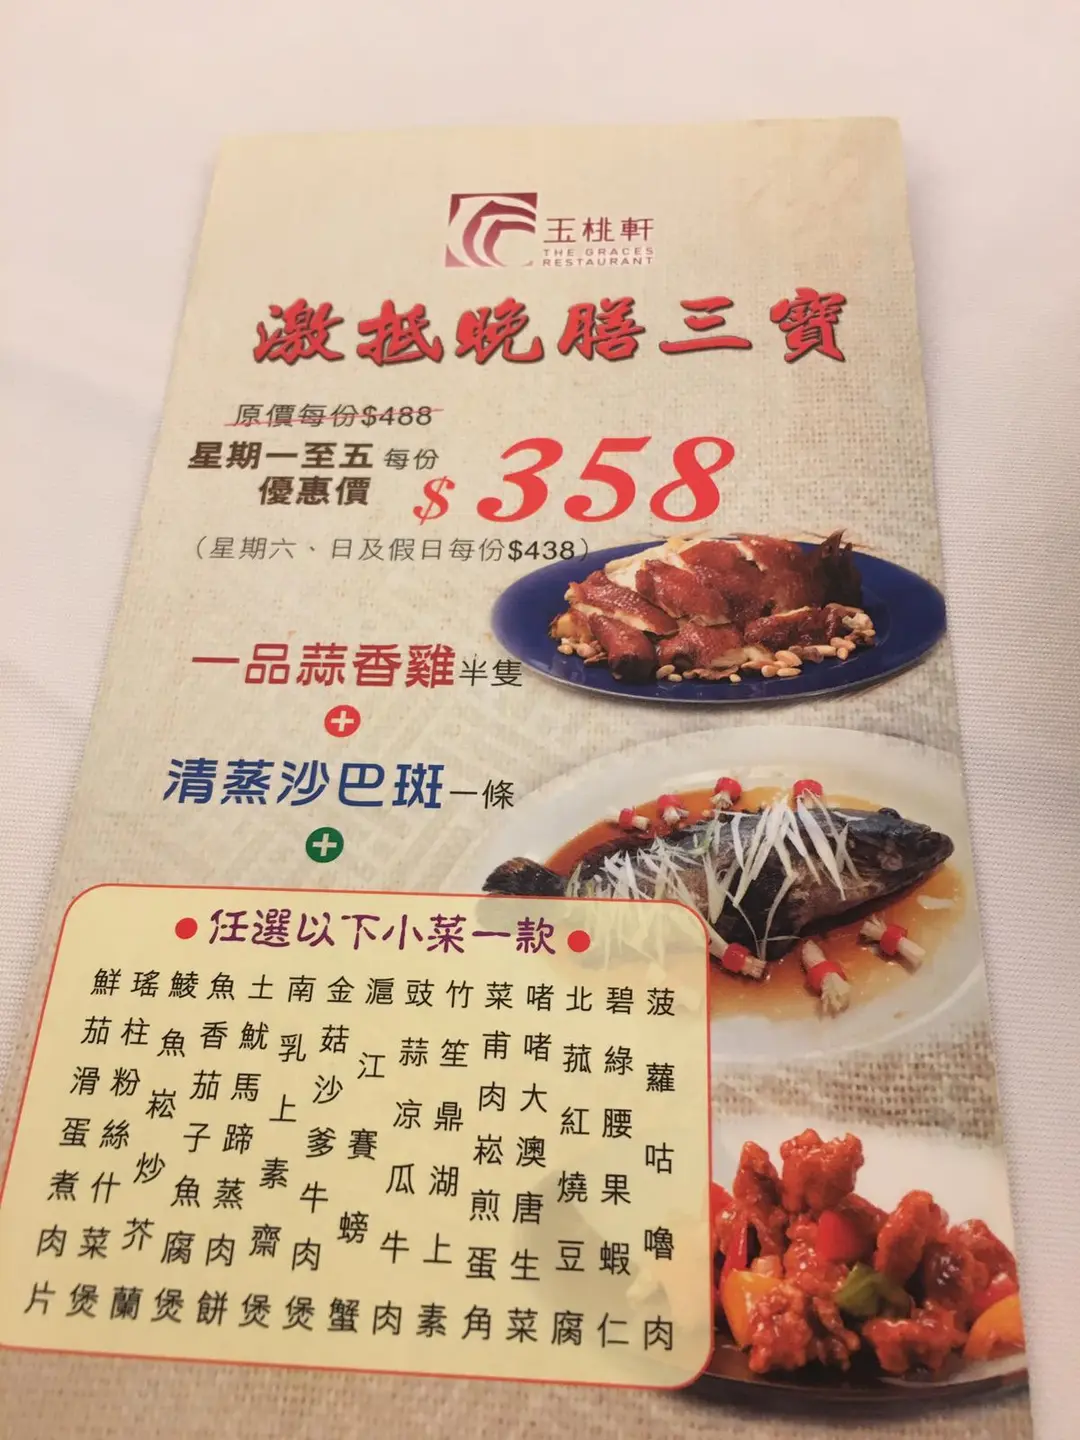 玉桃軒
THE GRACES
RESTAURANT
激抵晚膳三寶
原價每份$488
星期一至五 每份
優惠價
$358
（星期六、日及假日每份$438）
一品蒜香雞半隻
+
清蒸沙巴斑一條
+
● 任選以下小菜一款 ●
菠蘿咕嚕肉
碧綠腰果蝦仁
北菰紅燒豆腐
啫啫大澳唐生菜
菜甫肉崧煎蛋角
竹笙鼎湖上素
豉蒜凉瓜牛肉
滬江賽螃蟹
金菇沙爹牛肉煲
南乳上素齋煲
土魷馬蹄蒸肉餅
魚香茄子魚腐煲
鯪魚崧炒芥蘭
瑤柱粉絲什菜煲
鮮茄滑蛋煮肉片